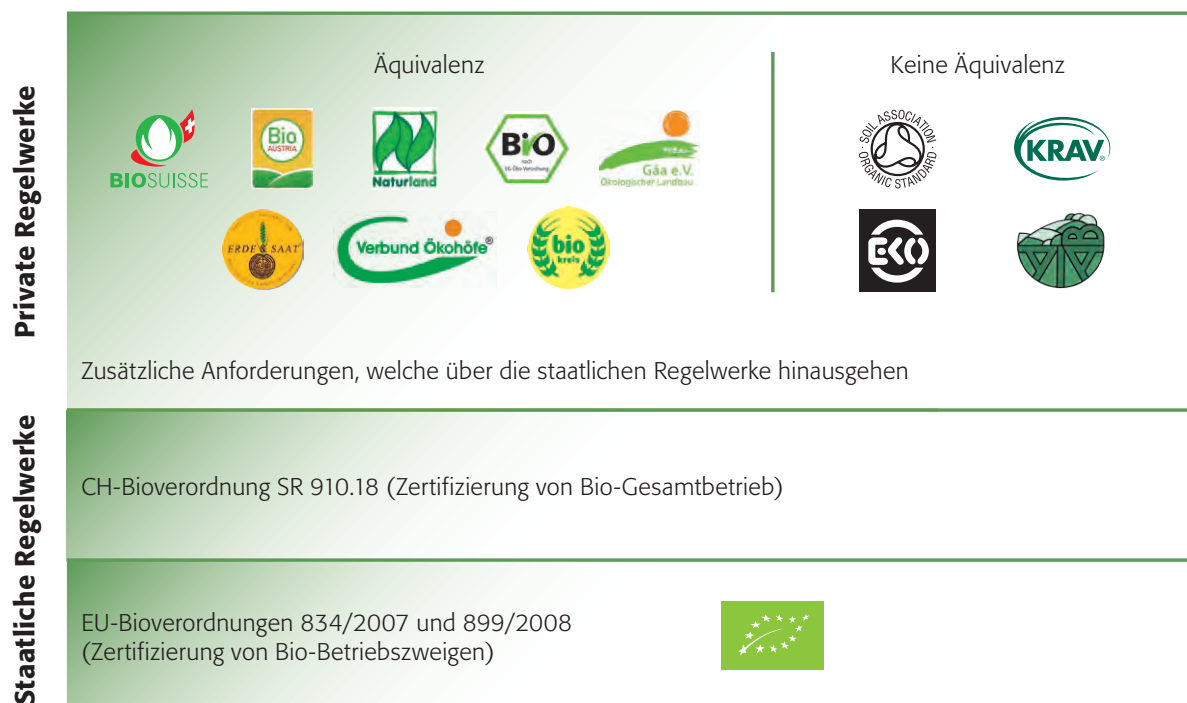 Private Regelwerke
Äquivalenz
Keine Äquivalenz
BIOSUISSE
Bio
AUSTRIA
Naturland
BiO
nach
EG-Öko-Verordnung
Gäa e.V.
Ökologischer Landbau
SOIL ASSOCIATION
ORGANIC STANDARD
KRAV®
ERDE & SAAT
Verbund Ökohöfe®
bio
kreis
EKO
Zusätzliche Anforderungen, welche über die staatlichen Regelwerke hinausgehen
Staatliche Regelwerke
CH-Bioverordnung SR 910.18 (Zertifizierung von Bio-Gesamtbetrieb)
EU-Bioverordnungen 834/2007 und 899/2008
(Zertifizierung von Bio-Betriebszweigen)